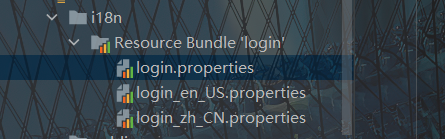 i18n
Resource Bundle 'login'
login.properties
login_en_US.properties
login_zh_CN.properties